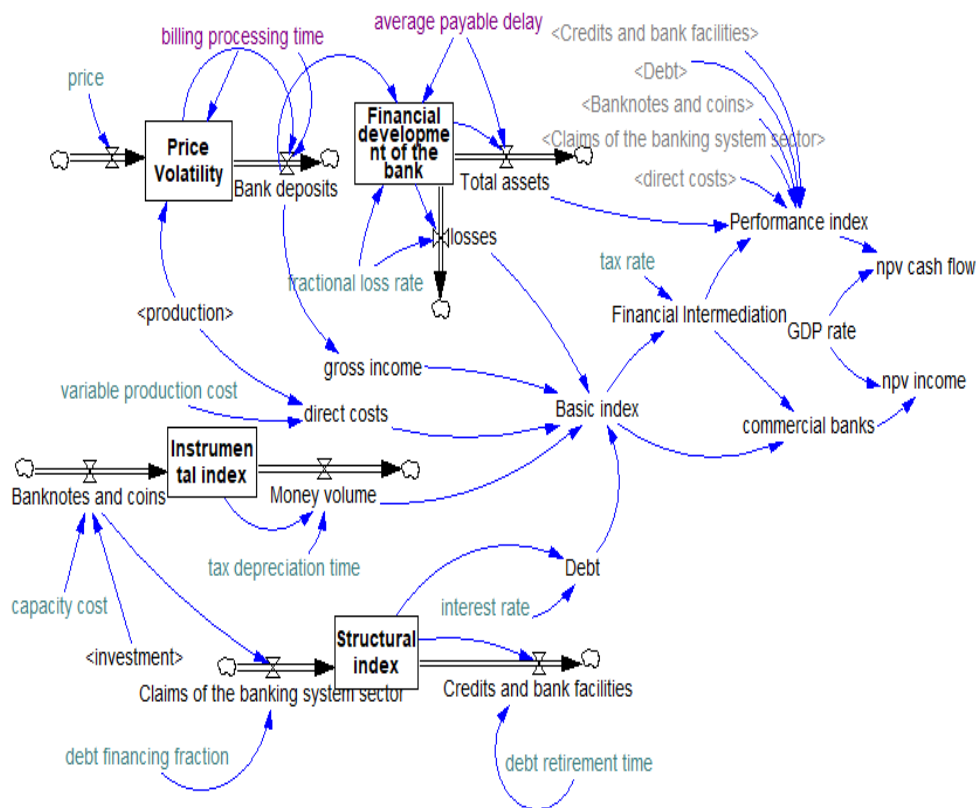 average payable delay
billing processing time
<Credits and bank facilities>
<Debt>
price
<Banknotes and coins>
Financial
developme
nt of the
bank
Price
Volatility
<Claims of the banking system sector>
Bank deposits
Total assets
<direct costs>
Performance index
losses
tax rate
npv cash flow
fractional loss rate
<production>
Financial Intermediation
GDP rate
gross income
variable production cost
npv income
direct costs
Basic index
commercial banks
Instrumen
tal index
Banknotes and coins
Money volume
tax depreciation time
Debt
capacity cost
interest rate
<investment>
Structural
index
Claims of the banking system sector
Credits and bank facilities
debt financing fraction
debt retirement time